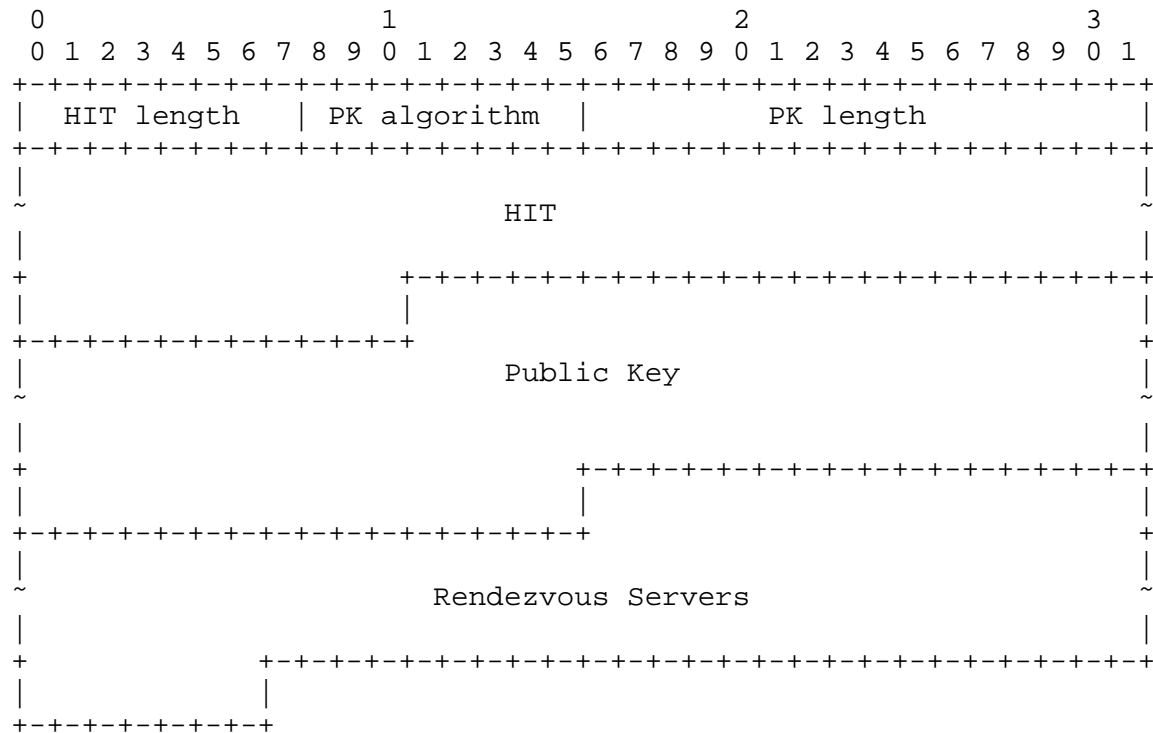 0                   1                   2                   3
0 1 2 3 4 5 6 7 8 9 0 1 2 3 4 5 6 7 8 9 0 1 2 3 4 5 6 7 8 9 0 1
+-+-+-+-+-+-+-+-+-+-+-+-+-+-+-+-+-+-+-+-+-+-+-+-+-+-+-+-+-+-+-+-+
|  HIT length   | PK algorithm  |          PK length            |
+-+-+-+-+-+-+-+-+-+-+-+-+-+-+-+-+-+-+-+-+-+-+-+-+-+-+-+-+-+-+-+-+
|                                                               |
~                           HIT                                 ~
|                                                               |
+                     +-+-+-+-+-+-+-+-+-+-+-+-+-+-+-+-+-+-+-+-+-+
|                     |                                         |
+-+-+-+-+-+-+-+-+-+-+-+                                         +
|                           Public Key                          |
~                                                               ~
|                                                               |
+                               +-+-+-+-+-+-+-+-+-+-+-+-+-+-+-+-+
|                               |                               |
+-+-+-+-+-+-+-+-+-+-+-+-+-+-+-+-+                               +
|                                                               |
~                       Rendezvous Servers                      ~
|                                                               |
+             +-+-+-+-+-+-+-+-+-+-+-+-+-+-+-+-+-+-+-+-+-+-+-+-+-+
|             |
+-+-+-+-+-+-+-+